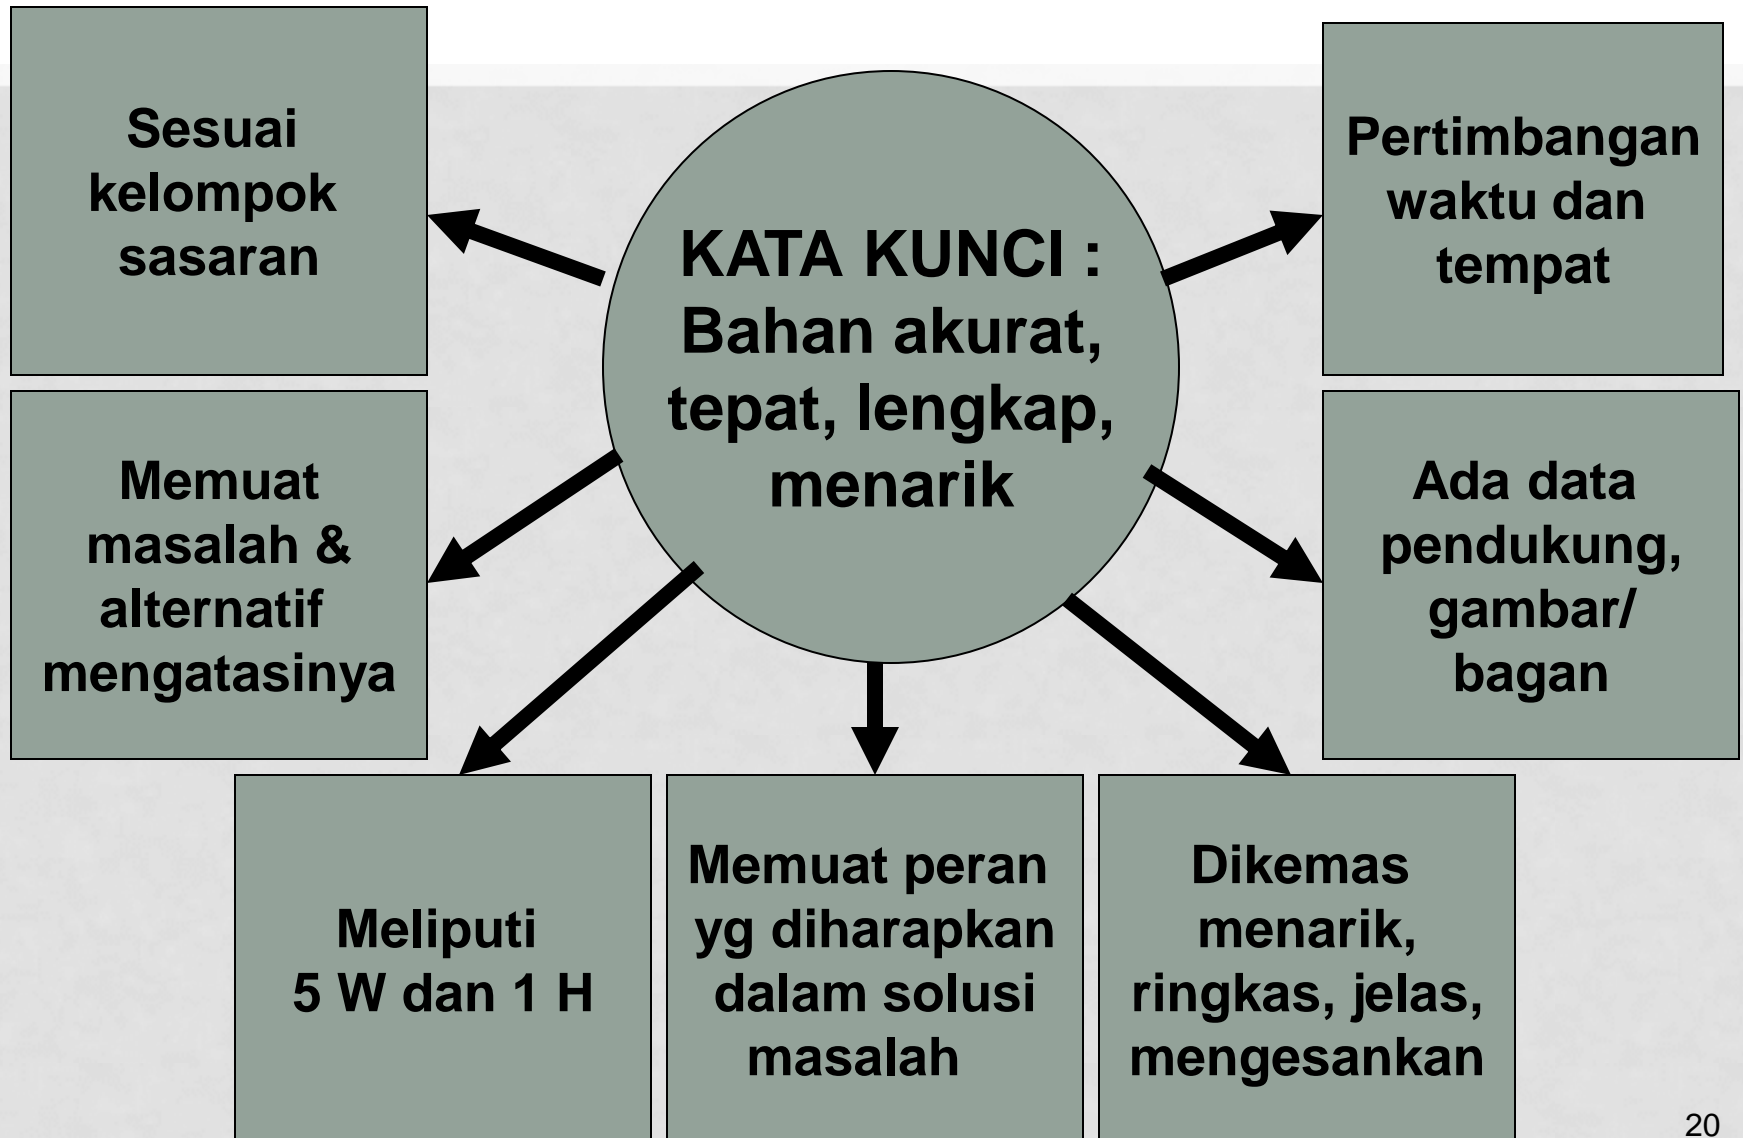 Sesuai
kelompok
sasaran
KATA KUNCI :
Bahan akurat,
tepat, lengkap,
menarik
Pertimbangan
waktu dan
tempat
Memuat
masalah &
alternatif
mengatasinya
Ada data
pendukung,
gambar/
bagan
Meliputi
5 W dan 1 H
Memuat peran
yg diharapkan
dalam solusi
masalah
Dikemas
menarik,
ringkas, jelas,
mengesankan
20